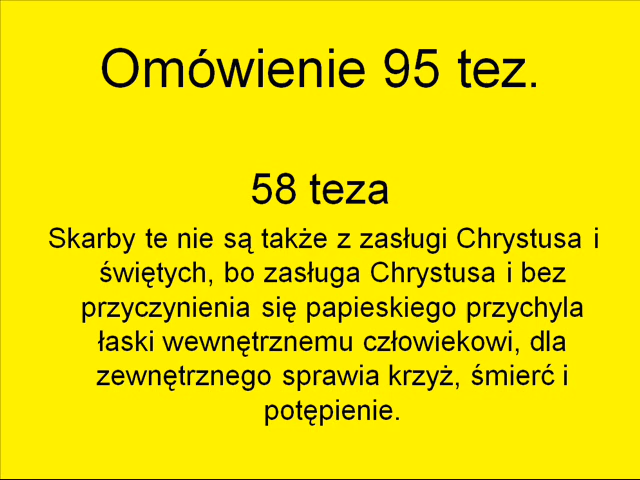 Omówienie 95 tez.
58 teza
Skarby te nie są także z zasługi Chrystusa i
świętych, bo zasługa Chrystusa i bez
przyczynienia się papieskiego przychyla
łaski wewnętrznemu człowiekowi, dla
zewnętrznego sprawia krzyż, śmierć i
potępienie.